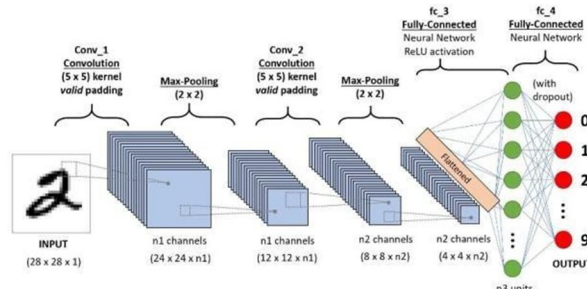 fc_3
Fully-Connected
Neural Network
ReLU activation
fc_4
Fully-Connected
Neural Network
Conv_1
Convolution
(5 x 5) kernel
valid padding
Max-Pooling
(2 x 2)
Conv_2
Convolution
(5 x 5) kernel
valid padding
Max-Pooling
(2 x 2)
(with
dropout)
Flattened
0
1
2
9
2
INPUT
(28 x 28 x 1)
n1 channels
(24 x 24 x n1)
n1 channels
(12 x 12 x n1)
n2 channels
(8 x 8 x n2)
n2 channels
(4 x 4 x n2)
OUTPUT
n3 units